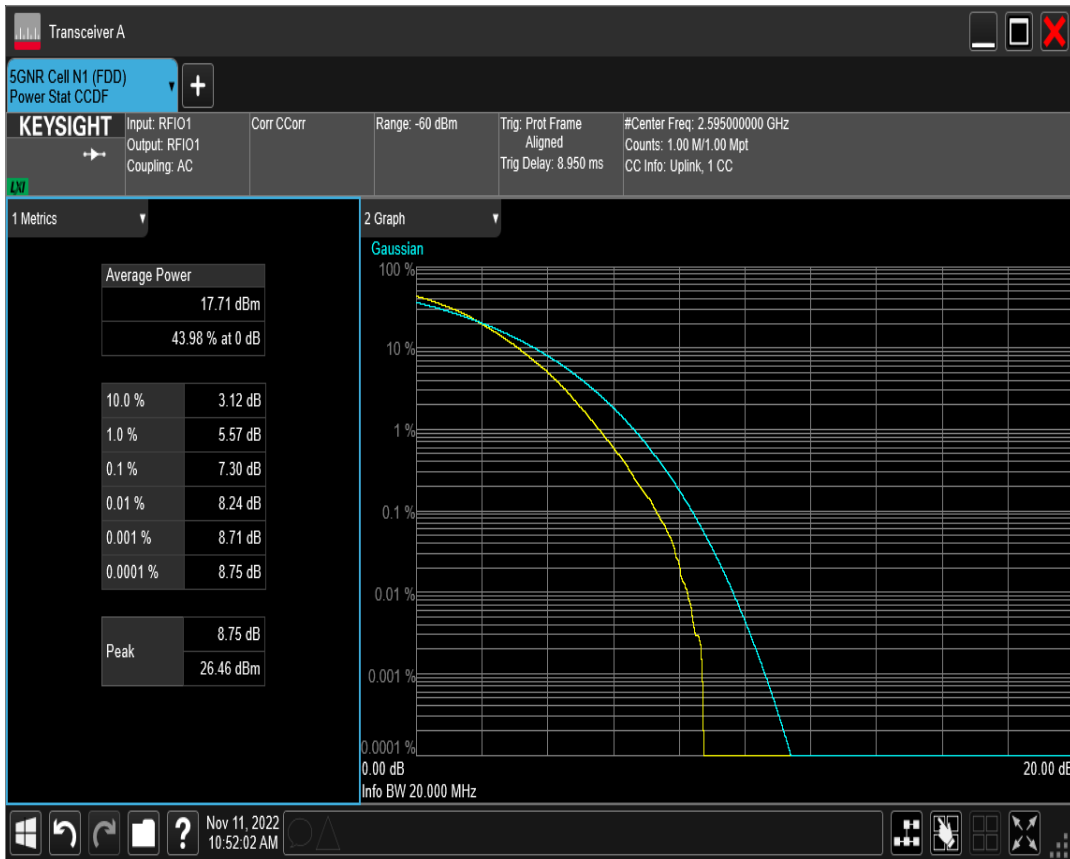 Transceiver A
5GNR Cell N1 (FDD)
Power Stat CCDF
KEYSIGHT
LXI
Input: RFIO1
Output: RFIO1
Coupling: AC
Corr CCorr
Range: -60 dBm
Trig: Prot Frame
Aligned
Trig Delay: 8.950 ms
#Center Freq: 2.595000000 GHz
Counts: 1.00 M/1.00 Mpt
CC Info: Uplink, 1 CC
1 Metrics
Average Power
17.71 dBm
43.98 % at 0 dB
10.0 % 3.12 dB
1.0 % 5.57 dB
0.1 % 7.30 dB
0.01 % 8.24 dB
0.001 % 8.71 dB
0.0001 % 8.75 dB
Peak
8.75 dB
26.46 dBm
2 Graph
Gaussian
100 %
10 %
1 %
0.1 %
0.01 %
0.001 %
0.0001 %
0.00 dB 20.00 dB
Info BW 20.000 MHz
?
Nov 11, 2022
10:52:02 AM